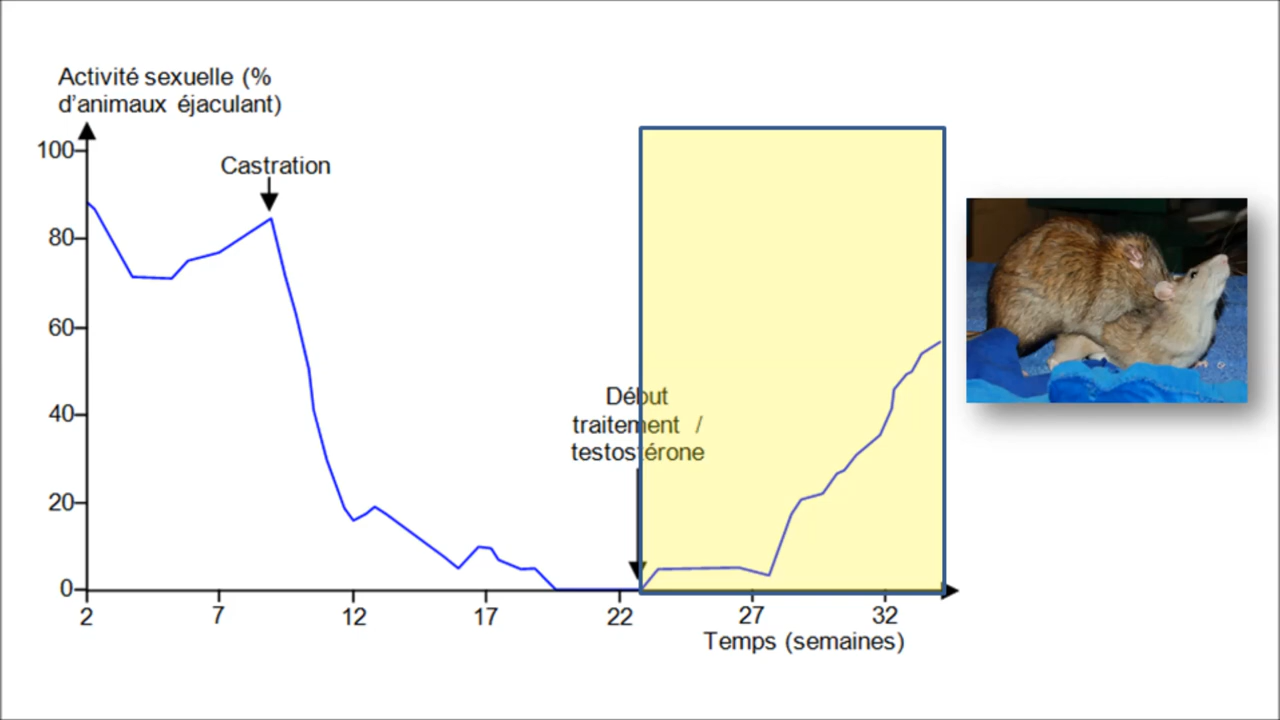 Activité sexuelle (%
d'animaux éjaculant)
100
Castration
80
60
Début
40
traitement /
testostérone
20
0
2 7 12 17 22 27 32
Temps (semaines)